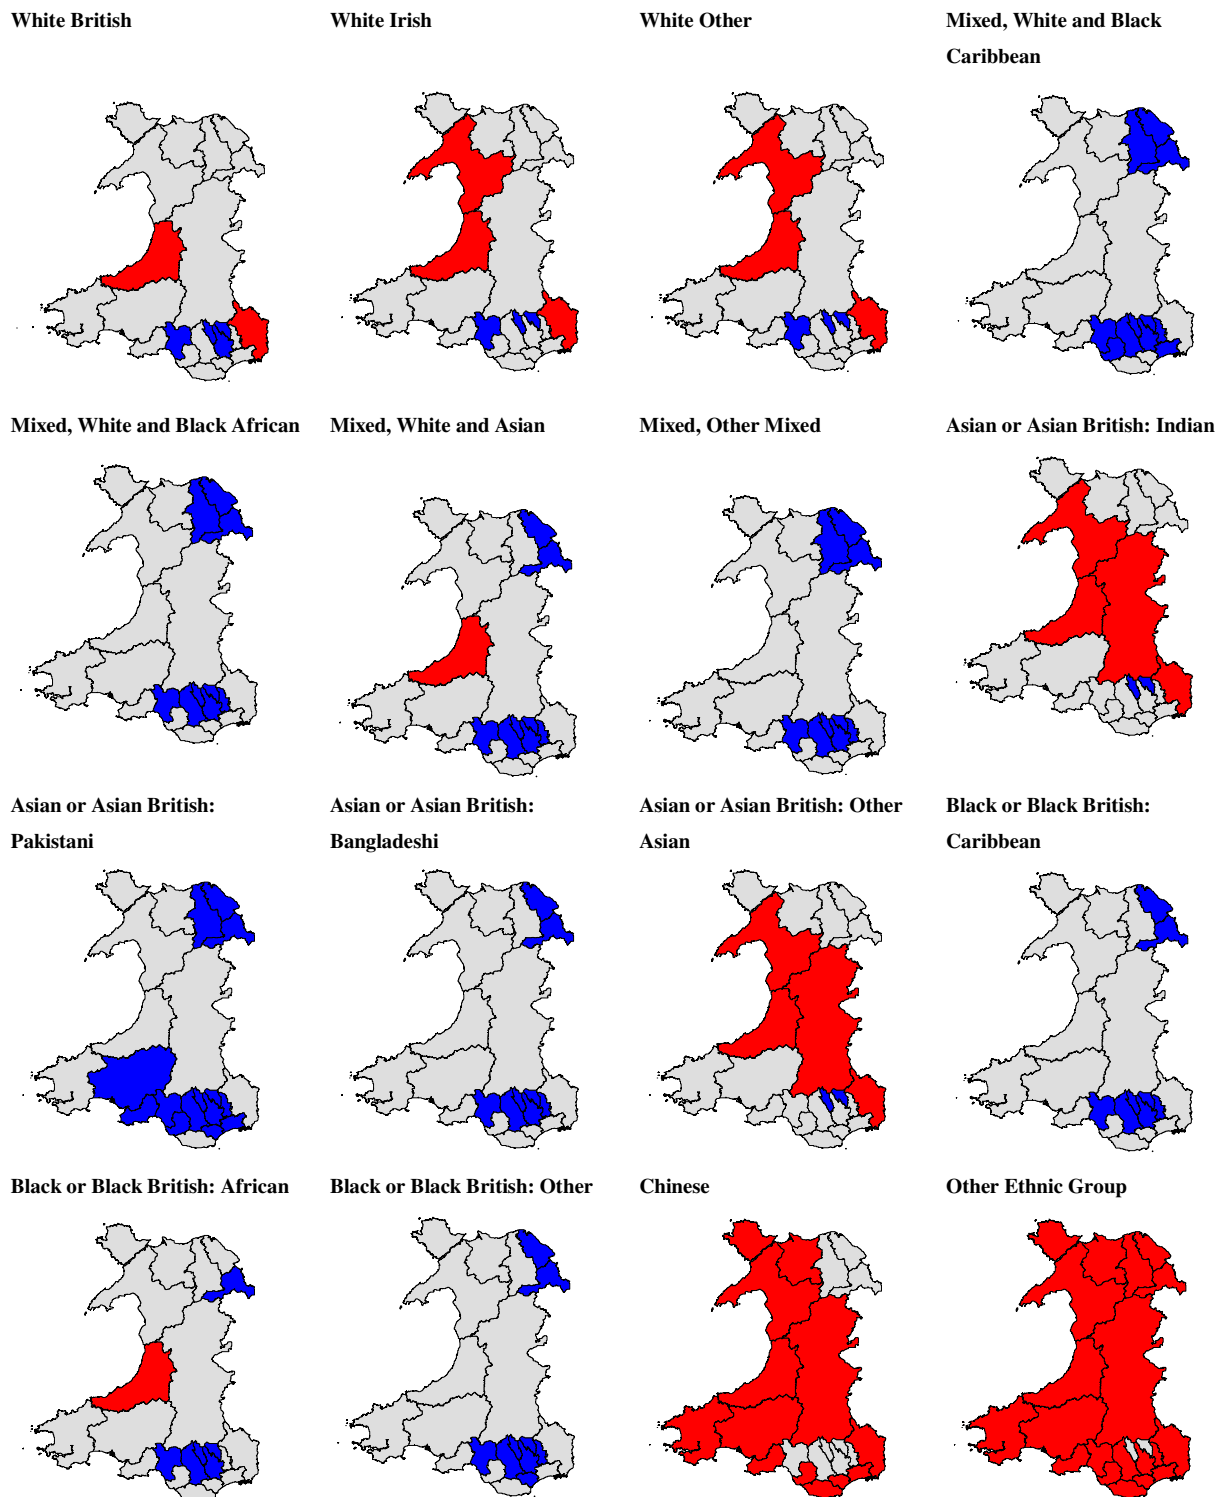 White British
White Irish
White Other
Mixed, White and Black
Caribbean
Mixed, White and Black African
Mixed, White and Asian
Mixed, Other Mixed
Asian or Asian British: Indian
Asian or Asian British:
Pakistani
Asian or Asian British:
Bangladeshi
Asian or Asian British: Other
Asian
Black or Black British:
Caribbean
Black or Black British: African
Black or Black British: Other
Chinese
Other Ethnic Group